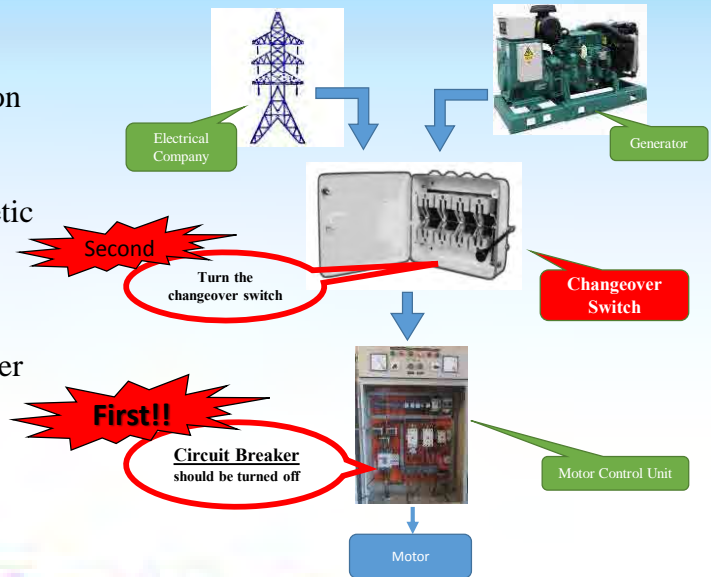 on
Electrical
Company
Generator
etic
Second
Turn the
changeover switch
Changeover
Switch
er
First!!
Circuit Breaker
should be turned off
Motor Control Unit
Motor